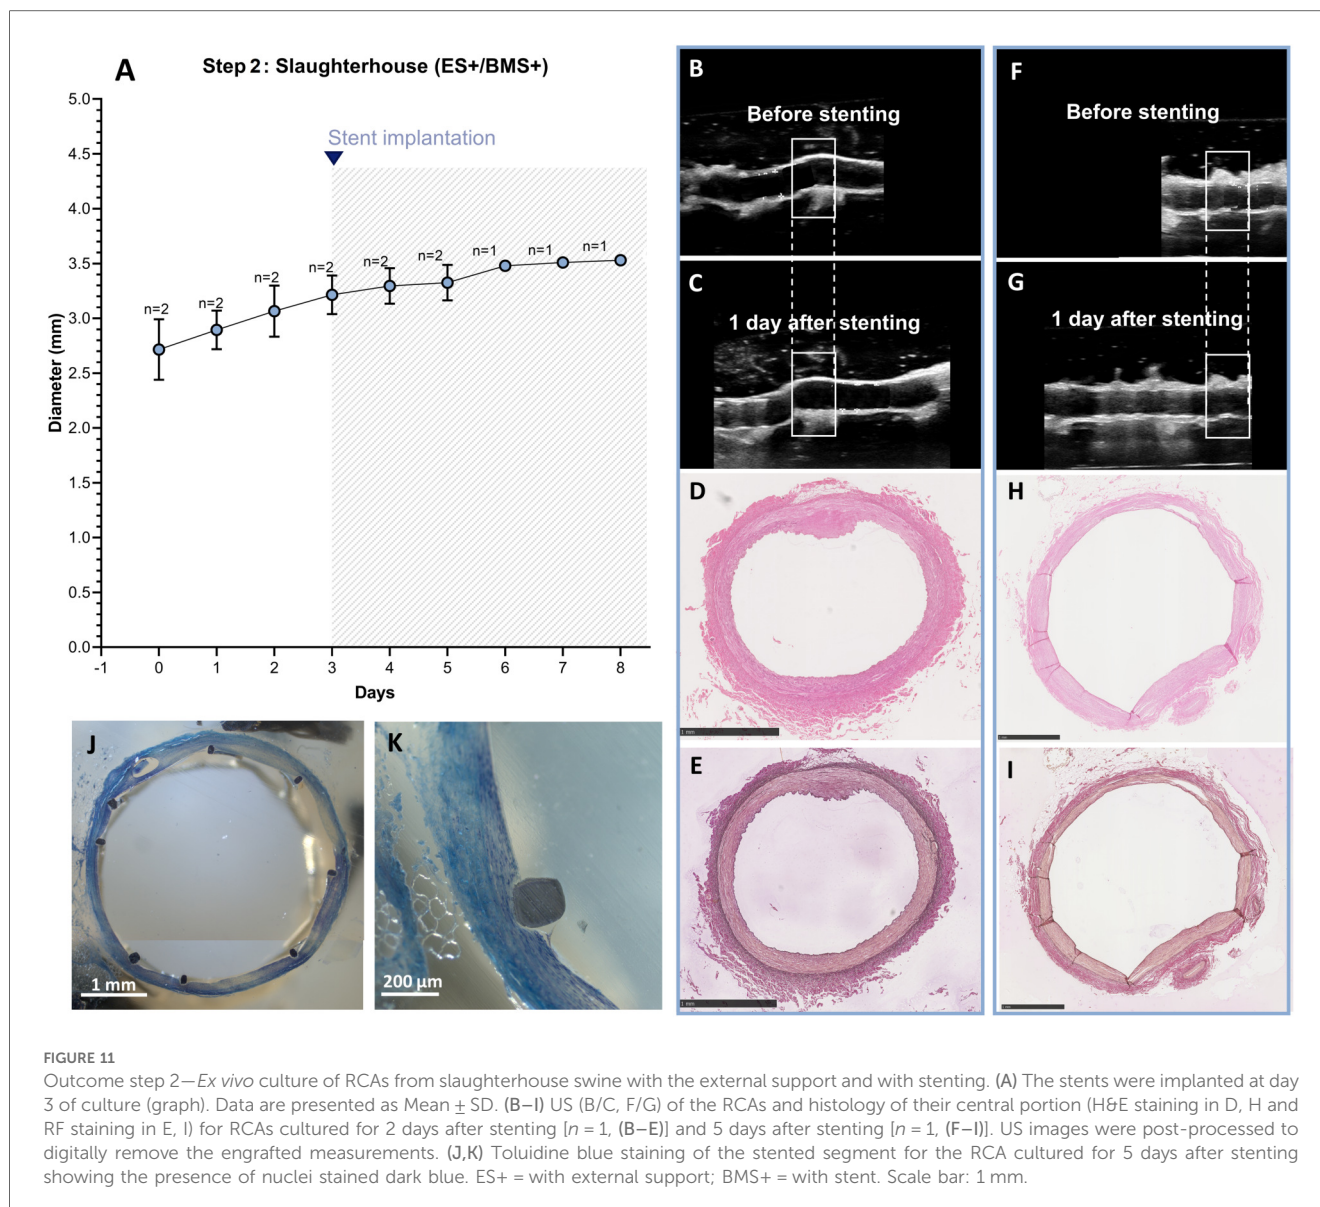 A
Step 2: Slaughterhouse (ES+/BMS+)
Stent implantation
5.0
4.5
4.0
3.5
3.0
2.5
2.0
1.5
1.0
0.5
0.0
Diameter (mm)
n=2
n=2
n=2
n=2
n=2
n=2
n=1
n=1
n=1
-1 0 1 2 3 4 5 6 7 8
Days
B
Before stenting
C
1 day after stenting
D
E
F
Before stenting
G
1 day after stenting
H
I
J
1 mm
K
200 µm
1 mm
FIGURE 11
Outcome step 2—Ex vivo culture of RCAs from slaughterhouse swine with the external support and with stenting. (A) The stents were implanted at day
3 of culture (graph). Data are presented as Mean ± SD. (B–I) US (B/C, F/G) of the RCAs and histology of their central portion (H&E staining in D, H and
RF staining in E, I) for RCAs cultured for 2 days after stenting [n = 1, (B–E)] and 5 days after stenting [n = 1, (F–I)]. US images were post-processed to
digitally remove the engrafted measurements. (J,K) Toluidine blue staining of the stented segment for the RCA cultured for 5 days after stenting
showing the presence of nuclei stained dark blue. ES+ = with external support; BMS+ = with stent. Scale bar: 1 mm.